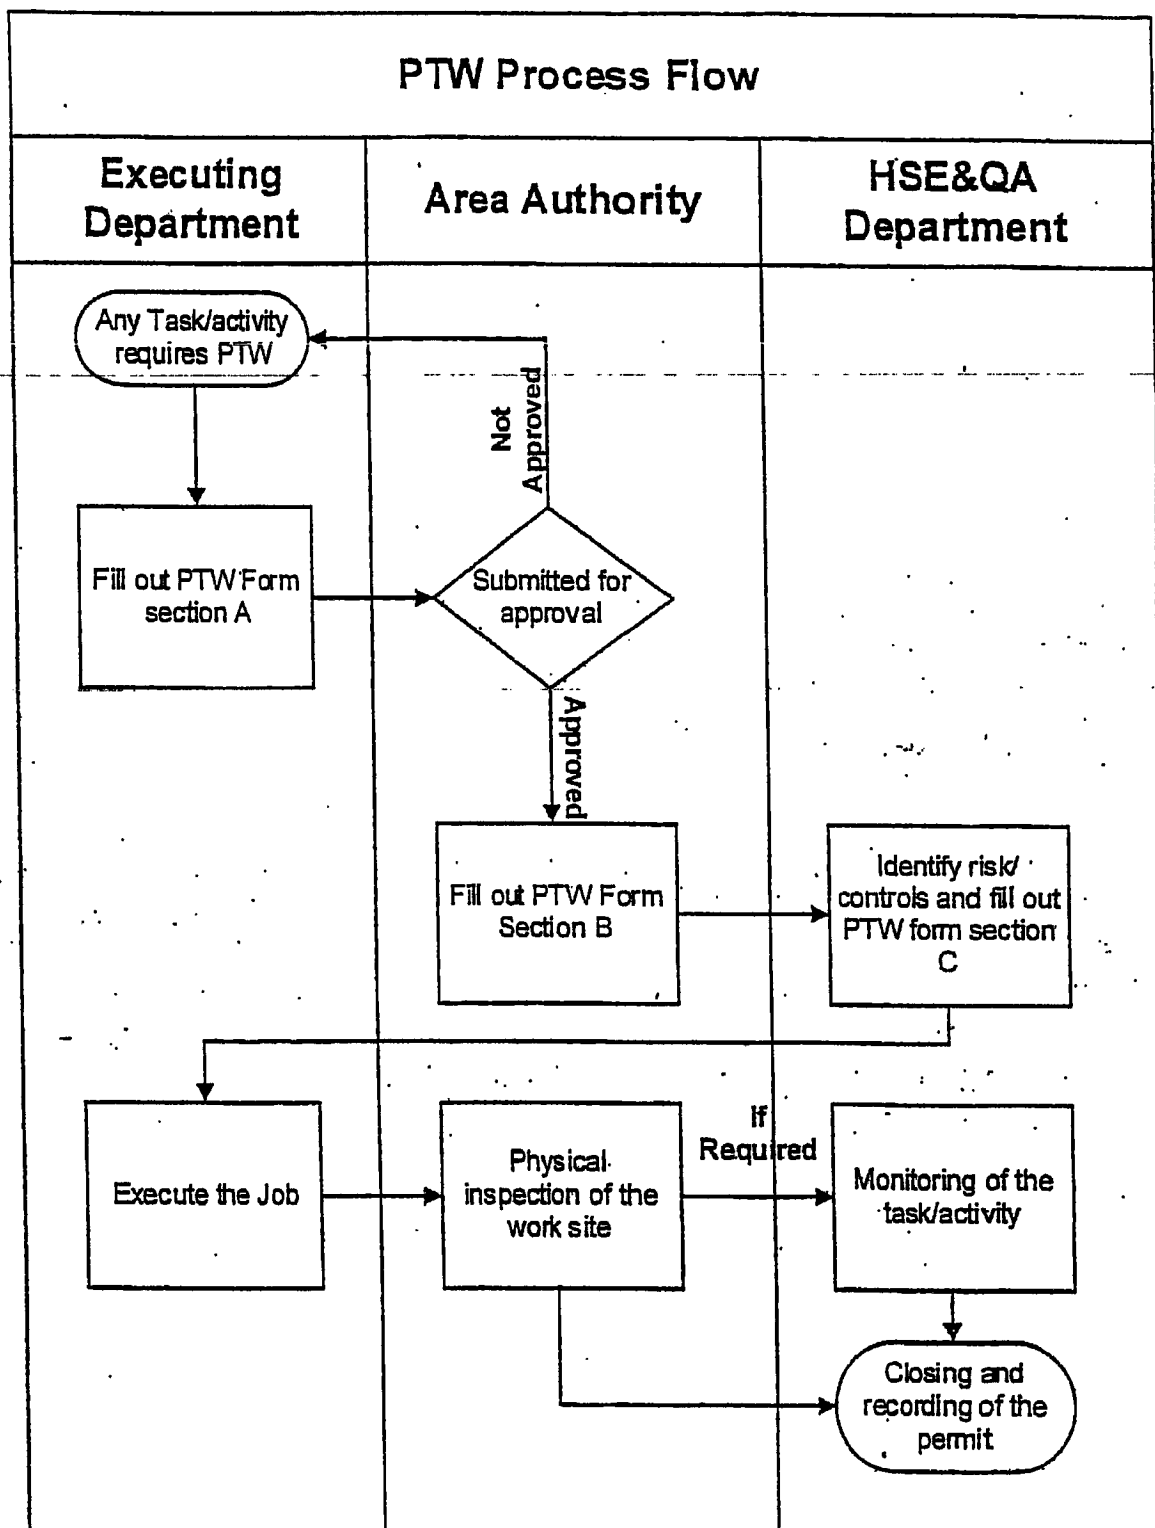 PTW Process Flow
Executing
Department
Area Authority
HSE&QA
Department
Any Task/activity
requires PTW
Not
Approved
Fill out PTW Form
section A
Submitted for
approval
Approved
Fill out PTW Form
Section B
Identify risk/
controls and fill out
PTW form section
C
Execute the Job
Physical
inspection of the
work site
If
Required
Monitoring of the
task/activity
Closing and
recording of the
permit